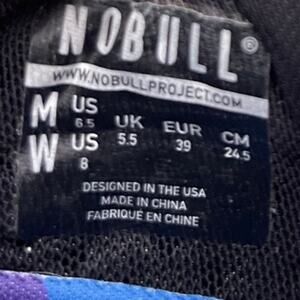 NOBULL®
WWW.NOBULLPROJECT.COM
M US 6.5 UK 5.5 EUR 39 CM 24.5
W US 8
DESIGNED IN THE USA
MADE IN CHINA
FABRIQUÉ EN CHINE